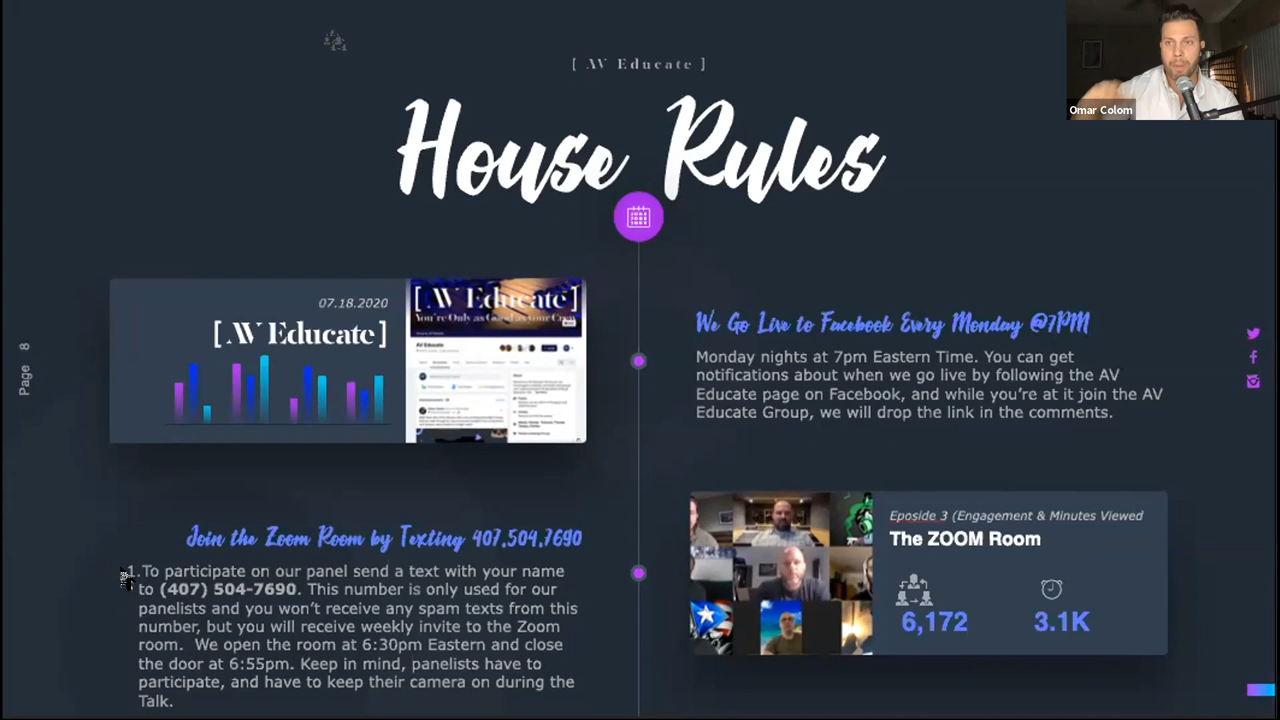 Omar Colom
[ AV Educate ]
House Rules
07.18.2020
[ AV Educate ]
[ AV Educate ]
You're Only as Good as Your Crew
AV Educate
We Go Live to Facebook Every Monday @7PM
Monday nights at 7pm Eastern Time. You can get
notifications about when we go live by following the AV
Educate page on Facebook, and while you're at it join the AV
Educate Group, we will drop the link in the comments.
Page 8
Join the Zoom Room by Texting 407.504.7690
1.To participate on our panel send a text with your name
to (407) 504-7690. This number is only used for our
panelists and you won't receive any spam texts from this
number, but you will receive weekly invite to the Zoom
room. We open the room at 6:30pm Eastern and close
the door at 6:55pm. Keep in mind, panelists have to
participate, and have to keep their camera on during the
Talk.
Eposide 3 (Engagement & Minutes Viewed
The ZOOM Room
6,172
3.1K